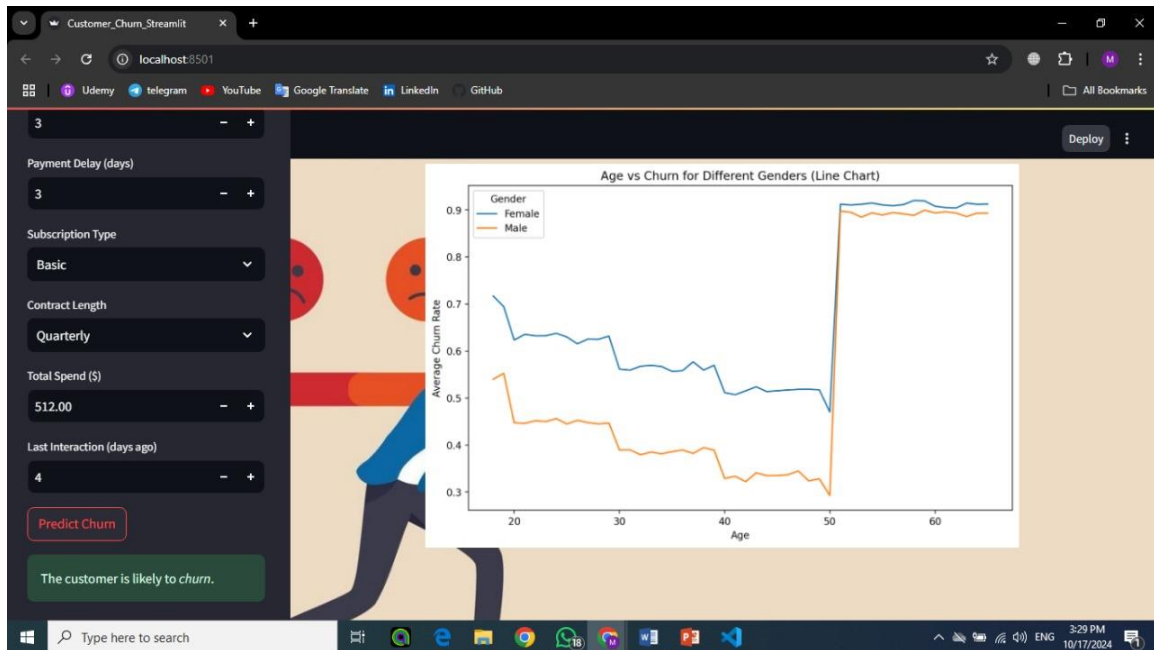 Customer_Churn_Streamlit
localhost:8501
Udemy telegram YouTube Google Translate LinkedIn GitHub All Bookmarks
3 - +
Payment Delay (days)
3 - +
Subscription Type
Basic
Contract Length
Quarterly
Total Spend ($)
512.00 - +
Last Interaction (days ago)
4 - +
Predict Churn
The customer is likely to churn.
Deploy
Age vs Churn for Different Genders (Line Chart)
Gender
Female
Male
Average Churn Rate
0.9
0.8
0.7
0.6
0.5
0.4
0.3
20 30 40 50 60
Age
Type here to search
18
ENG
3:29 PM
10/17/2024
1